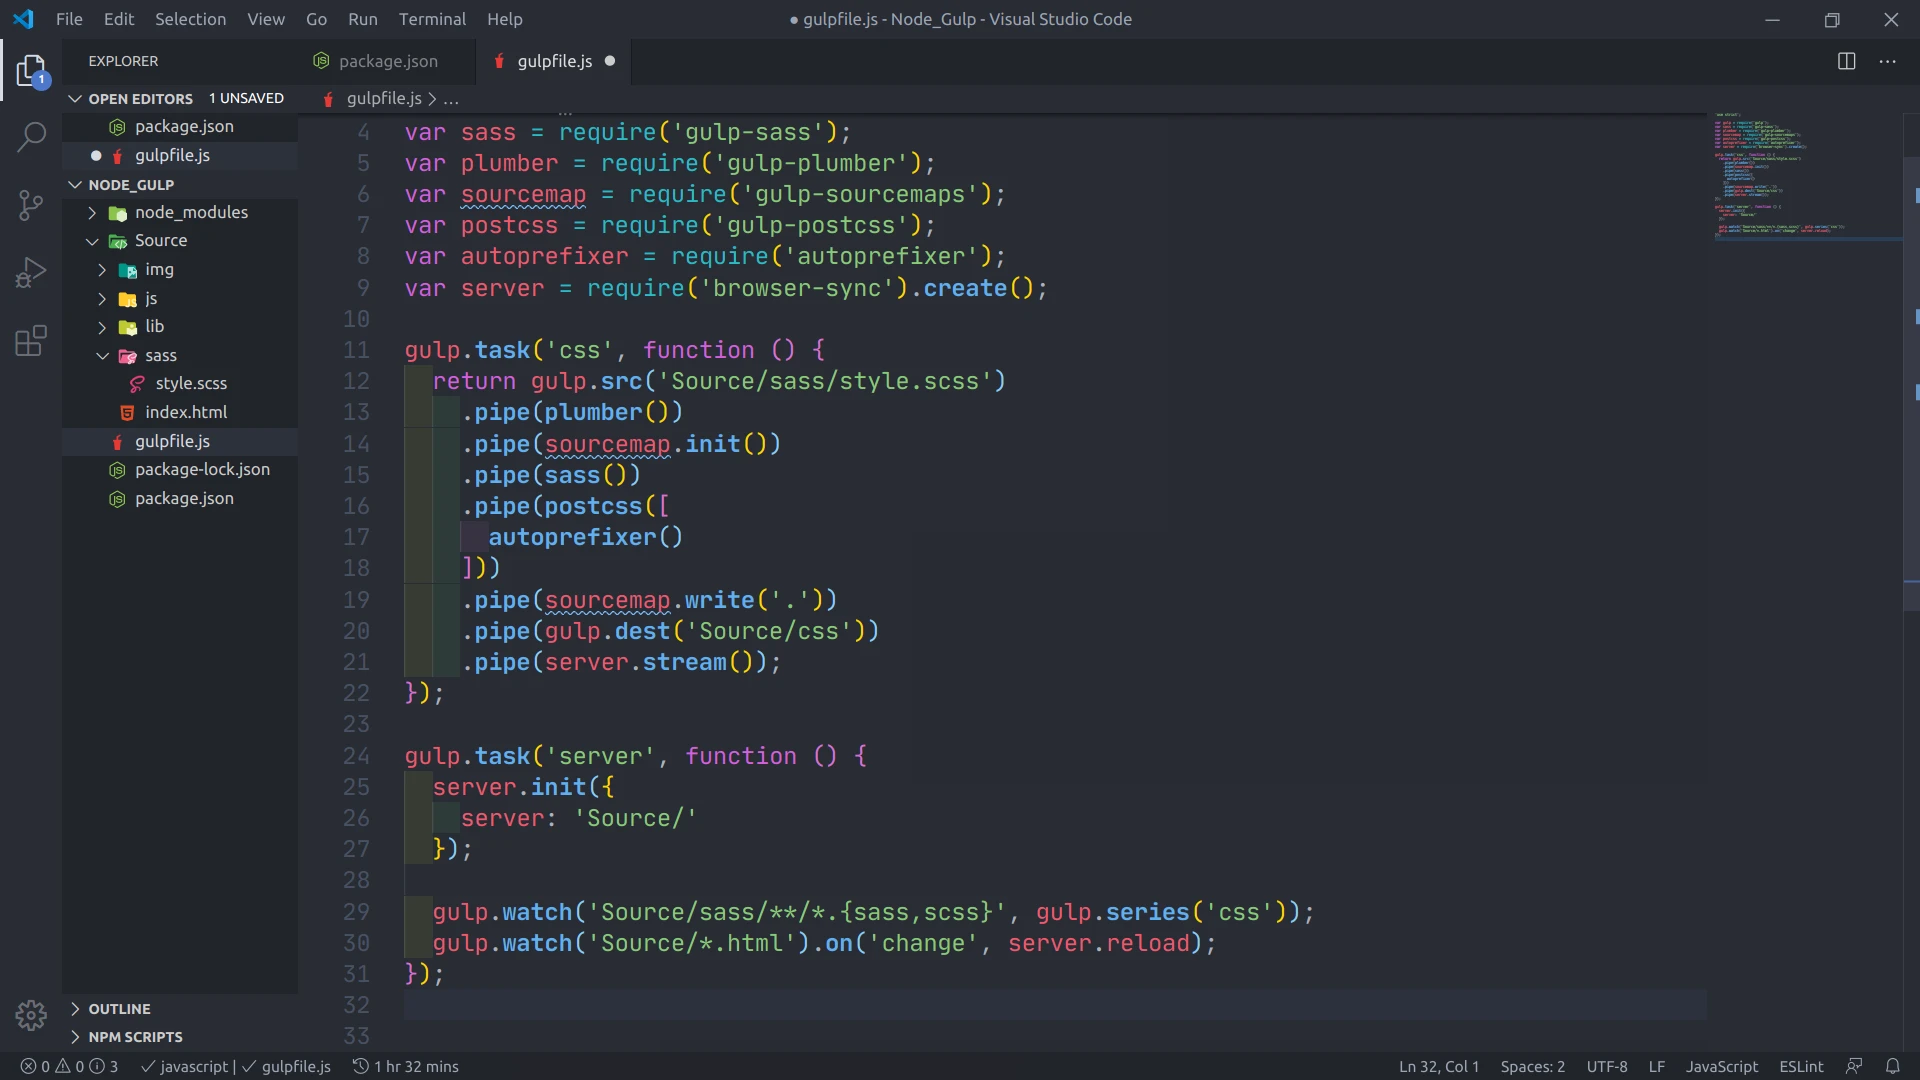 File Edit Selection View Go Run Terminal Help
● gulpfile.js - Node_Gulp - Visual Studio Code
EXPLORER
OPEN EDITORS 1 UNSAVED
package.json
gulpfile.js
NODE_GULP
node_modules
Source
img
js
lib
sass
style.scss
index.html
gulpfile.js
package-lock.json
package.json
OUTLINE
NPM SCRIPTS
package.json gulpfile.js
gulpfile.js > ...
4 var sass = require('gulp-sass');
5 var plumber = require('gulp-plumber');
6 var sourcemap = require('gulp-sourcemaps');
7 var postcss = require('gulp-postcss');
8 var autoprefixer = require('autoprefixer');
9 var server = require('browser-sync').create();
10
11 gulp.task('css', function () {
12 return gulp.src('Source/sass/style.scss')
13 .pipe(plumber())
14 .pipe(sourcemap.init())
15 .pipe(sass())
16 .pipe(postcss([
17 autoprefixer()
18 ]))
19 .pipe(sourcemap.write('.'))
20 .pipe(gulp.dest('Source/css'))
21 .pipe(server.stream());
22 });
23
24 gulp.task('server', function () {
25 server.init({
26 server: 'Source/'
27 });
28
29 gulp.watch('Source/sass/**/*.{sass,scss}', gulp.series('css'));
30 gulp.watch('Source/*.html').on('change', server.reload);
31 });
32
33
0 0 3 javascript | gulpfile.js 1 hr 32 mins
Ln 32, Col 1 Spaces: 2 UTF-8 LF JavaScript ESLint